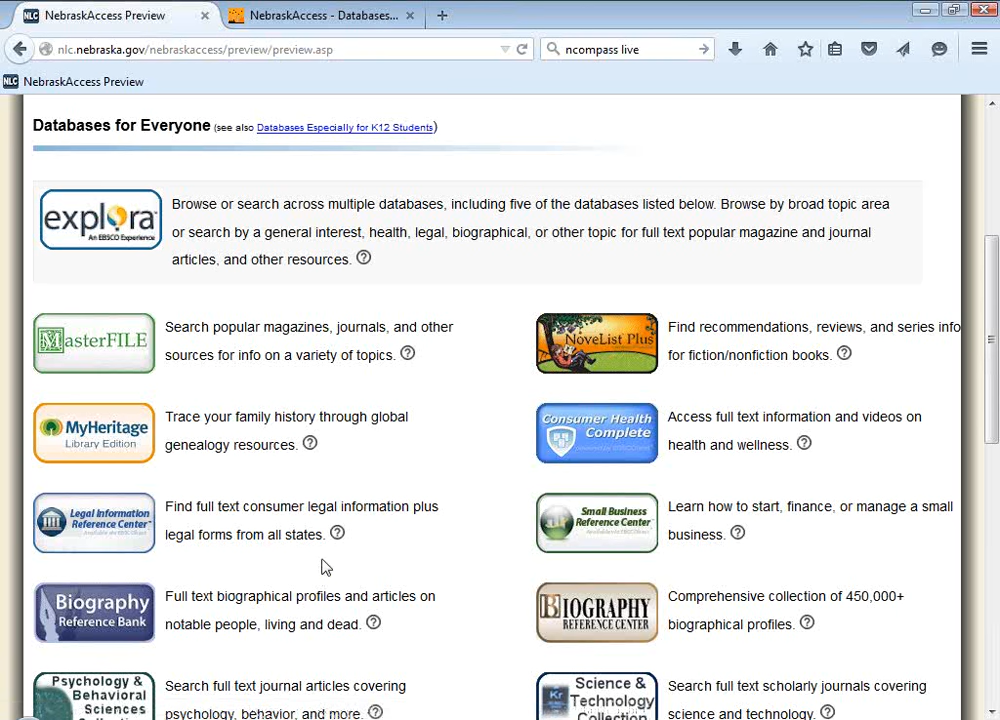 NebraskAccess Preview
NebraskAccess - Databases...
nlc.nebraska.gov/nebraskaccess/preview/preview.asp
ncompass live
NLC NebraskAccess Preview
Databases for Everyone (see also Databases Especially for K12 Students)
explora
An EBSCO Experience
Browse or search across multiple databases, including five of the databases listed below. Browse by broad topic area
or search by a general interest, health, legal, biographical, or other topic for full text popular magazine and journal
articles, and other resources. ?
MasterFILE
Search popular magazines, journals, and other
sources for info on a variety of topics. ?
NoveList Plus
Find recommendations, reviews, and series info
for fiction/nonfiction books. ?
MyHeritage
Library Edition
Trace your family history through global
genealogy resources. ?
Consumer Health
Complete
Access full text information and videos on
health and wellness. ?
Legal Information
Reference Center
Find full text consumer legal information plus
legal forms from all states. ?
Small Business
Reference Center
Learn how to start, finance, or manage a small
business. ?
Biography
Reference Bank
Full text biographical profiles and articles on
notable people, living and dead. ?
BIOGRAPHY
REFERENCE CENTER
Comprehensive collection of 450,000+
biographical profiles. ?
Psychology &
Behavioral
Sciences
Collection
Search full text journal articles covering
psychology, behavior, and more. ?
Kr
Science &
Technology
Collection
Search full text scholarly journals covering
science and technology. ?